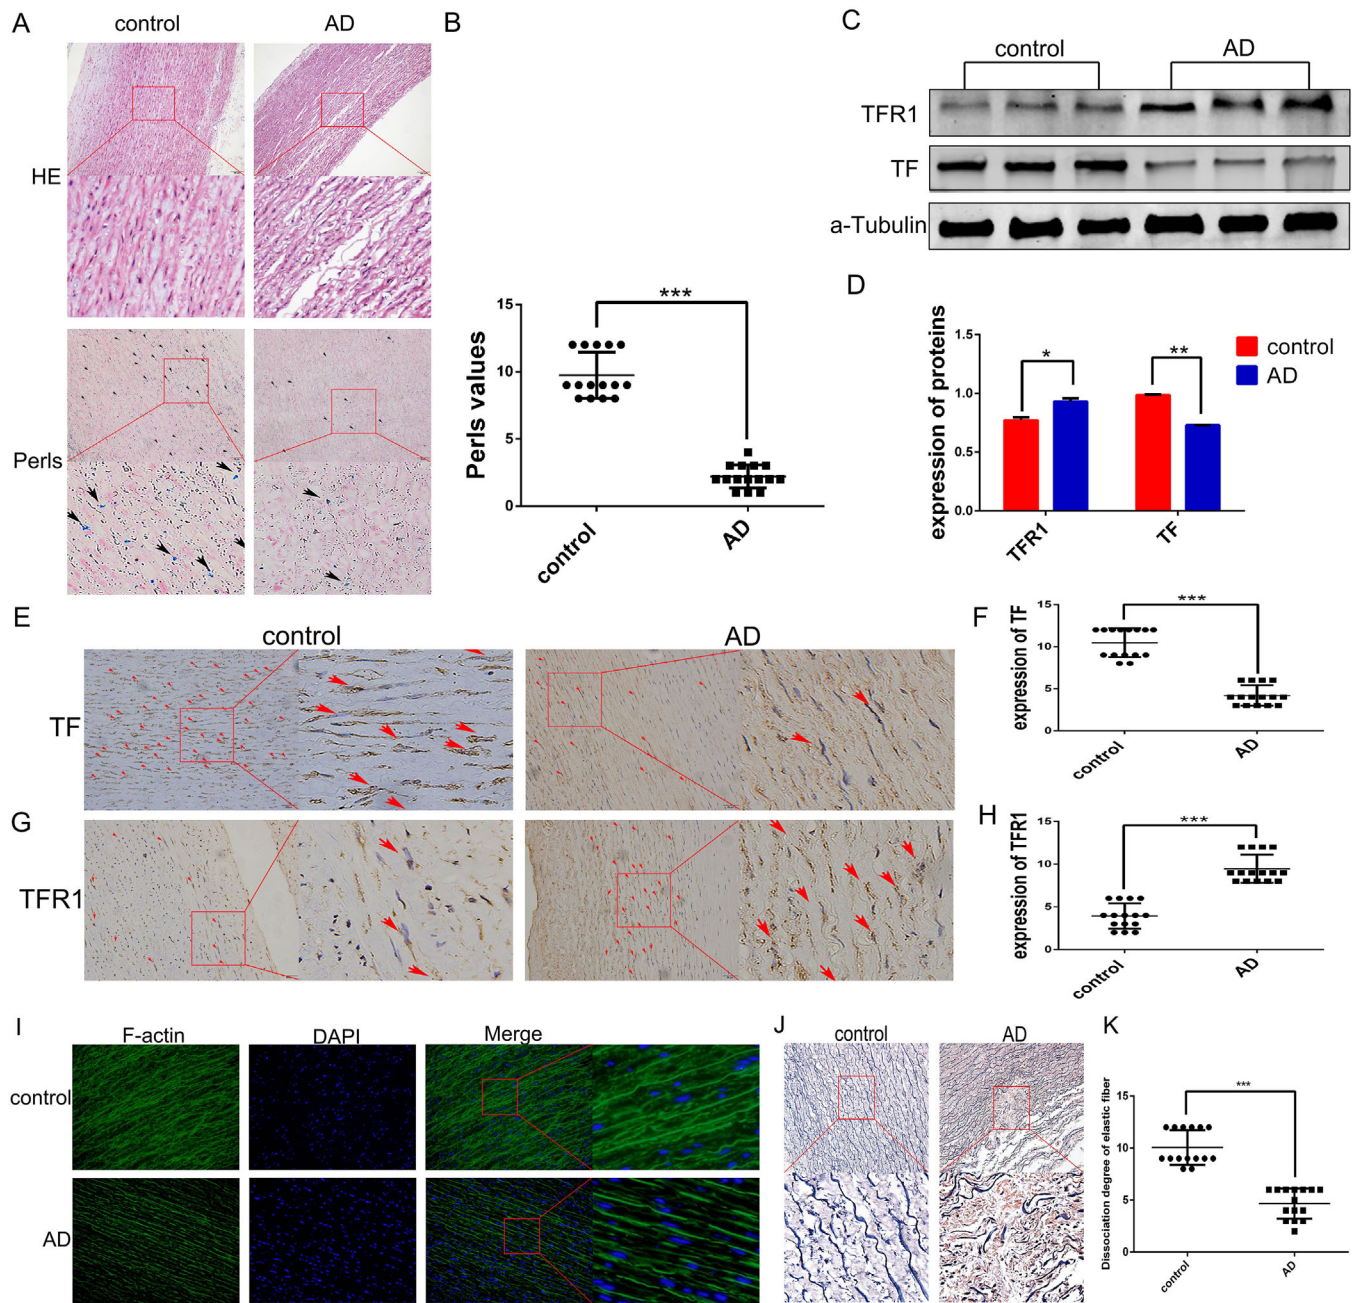 A
control
AD
HE
Perls
B
Perls values
15
10
5
0
***
control
AD
C
control
AD
TFR1
TF
a-Tubulin
D
expression of proteins
1.5
1.0
0.5
0.0
*
**
control
AD
TFR1
TF
E
control
AD
TF
F
expression of TF
15
10
5
0
***
control
AD
G
TFR1
H
expression of TFR1
15
10
5
0
***
control
AD
I
F-actin
DAPI
Merge
control
AD
J
control
AD
K
Dissociation degree of elastic fiber
15
10
5
0
***
control
AD